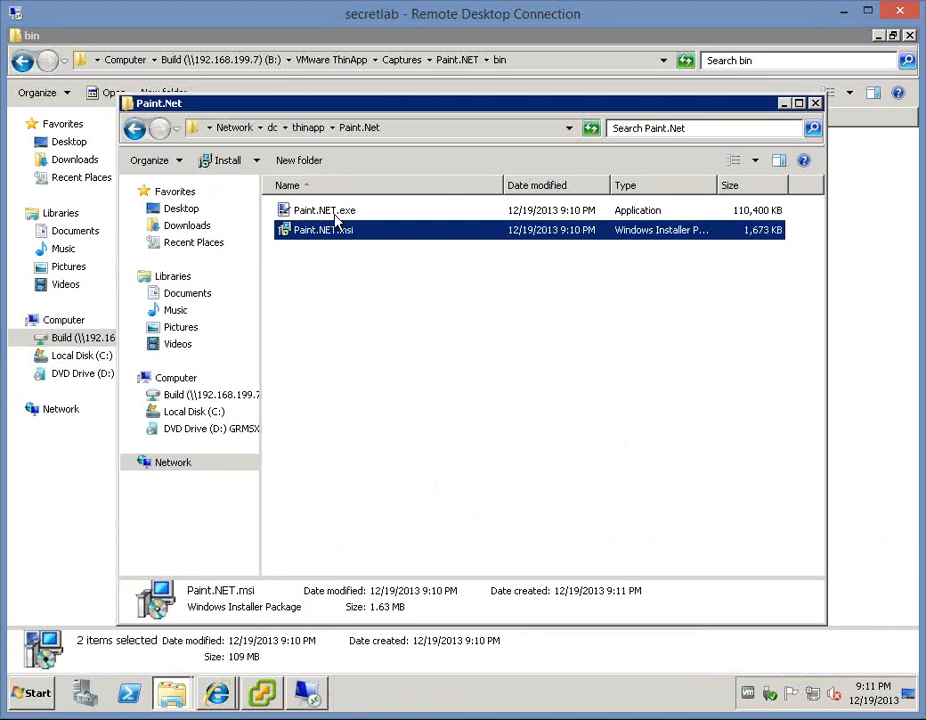 secretlab - Remote Desktop Connection
bin
Computer ▸ Build (\\192.168.199.7) (B:) ▸ VMware ThinApp ▸ Captures ▸ Paint.NET ▸ bin
Search bin
Organize
New folder
Favorites
Desktop
Downloads
Recent Places
Libraries
Documents
Music
Pictures
Videos
Computer
Build (\\192.16
Local Disk (C:)
DVD Drive (D:)
Network
Paint.Net
Network ▸ dc ▸ thinapp ▸ Paint.Net
Search Paint.Net
Organize
Install
New folder
Favorites
Desktop
Downloads
Recent Places
Libraries
Documents
Music
Pictures
Videos
Computer
Build (\\192.168.199.7
Local Disk (C:)
DVD Drive (D:) GRMSX
Network
Name Date modified Type Size
Paint.NET.exe 12/19/2013 9:10 PM Application 110,400 KB
Paint.NET.msi 12/19/2013 9:10 PM Windows Installer P... 1,673 KB
Paint.NET.msi Date modified: 12/19/2013 9:10 PM Date created: 12/19/2013 9:11 PM
Windows Installer Package Size: 1.63 MB
2 items selected Date modified: 12/19/2013 9:10 PM Date created: 12/19/2013 9:10 PM
Size: 109 MB
Start
9:11 PM
12/19/2013